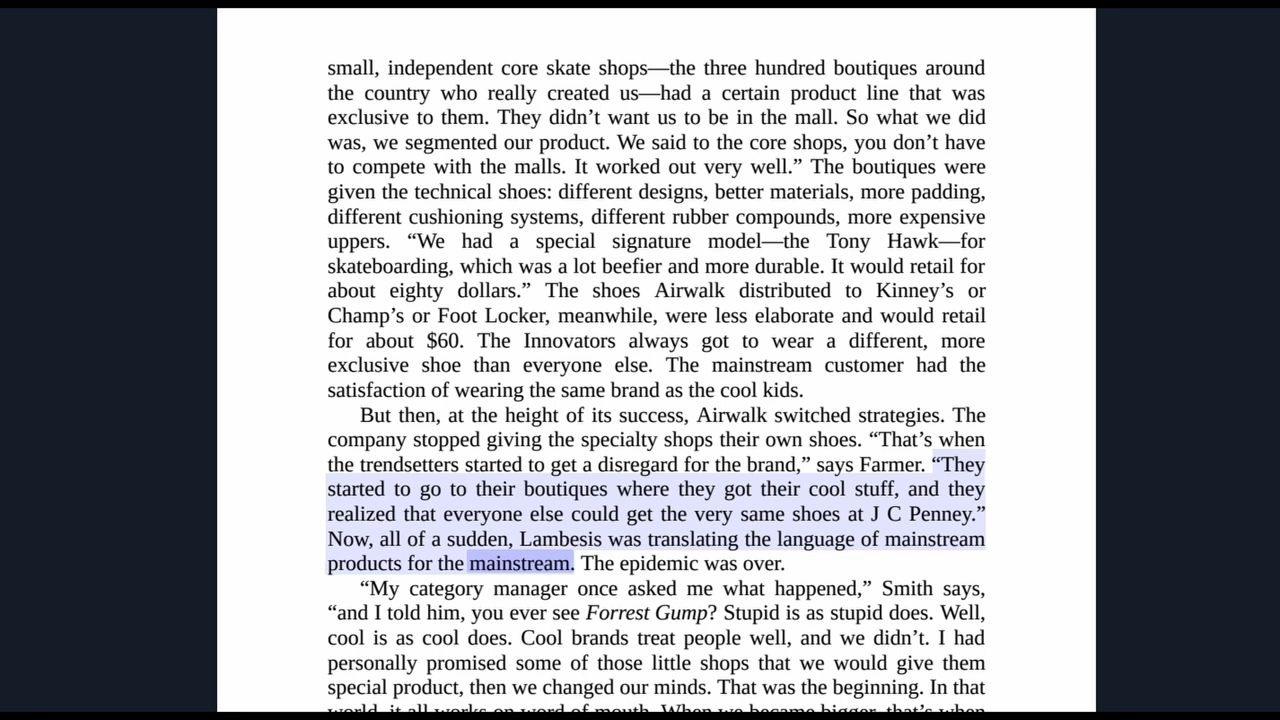 small, independent core skate shops—the three hundred boutiques around
the country who really created us—had a certain product line that was
exclusive to them. They didn’t want us to be in the mall. So what we did
was, we segmented our product. We said to the core shops, you don’t have
to compete with the malls. It worked out very well.” The boutiques were
given the technical shoes: different designs, better materials, more padding,
different cushioning systems, different rubber compounds, more expensive
uppers. “We had a special signature model—the Tony Hawk—for
skateboarding, which was a lot beefier and more durable. It would retail for
about eighty dollars.” The shoes Airwalk distributed to Kinney’s or
Champ’s or Foot Locker, meanwhile, were less elaborate and would retail
for about $60. The Innovators always got to wear a different, more
exclusive shoe than everyone else. The mainstream customer had the
satisfaction of wearing the same brand as the cool kids.
But then, at the height of its success, Airwalk switched strategies. The
company stopped giving the specialty shops their own shoes. “That’s when
the trendsetters started to get a disregard for the brand,” says Farmer. “They
started to go to their boutiques where they got their cool stuff, and they
realized that everyone else could get the very same shoes at J C Penney.”
Now, all of a sudden, Lambesis was translating the language of mainstream
products for the mainstream. The epidemic was over.
“My category manager once asked me what happened,” Smith says,
“and I told him, you ever see Forrest Gump? Stupid is as stupid does. Well,
cool is as cool does. Cool brands treat people well, and we didn’t. I had
personally promised some of those little shops that we would give them
special product, then we changed our minds. That was the beginning. In that
world, it all works on word of mouth. When we became bigger, that’s when